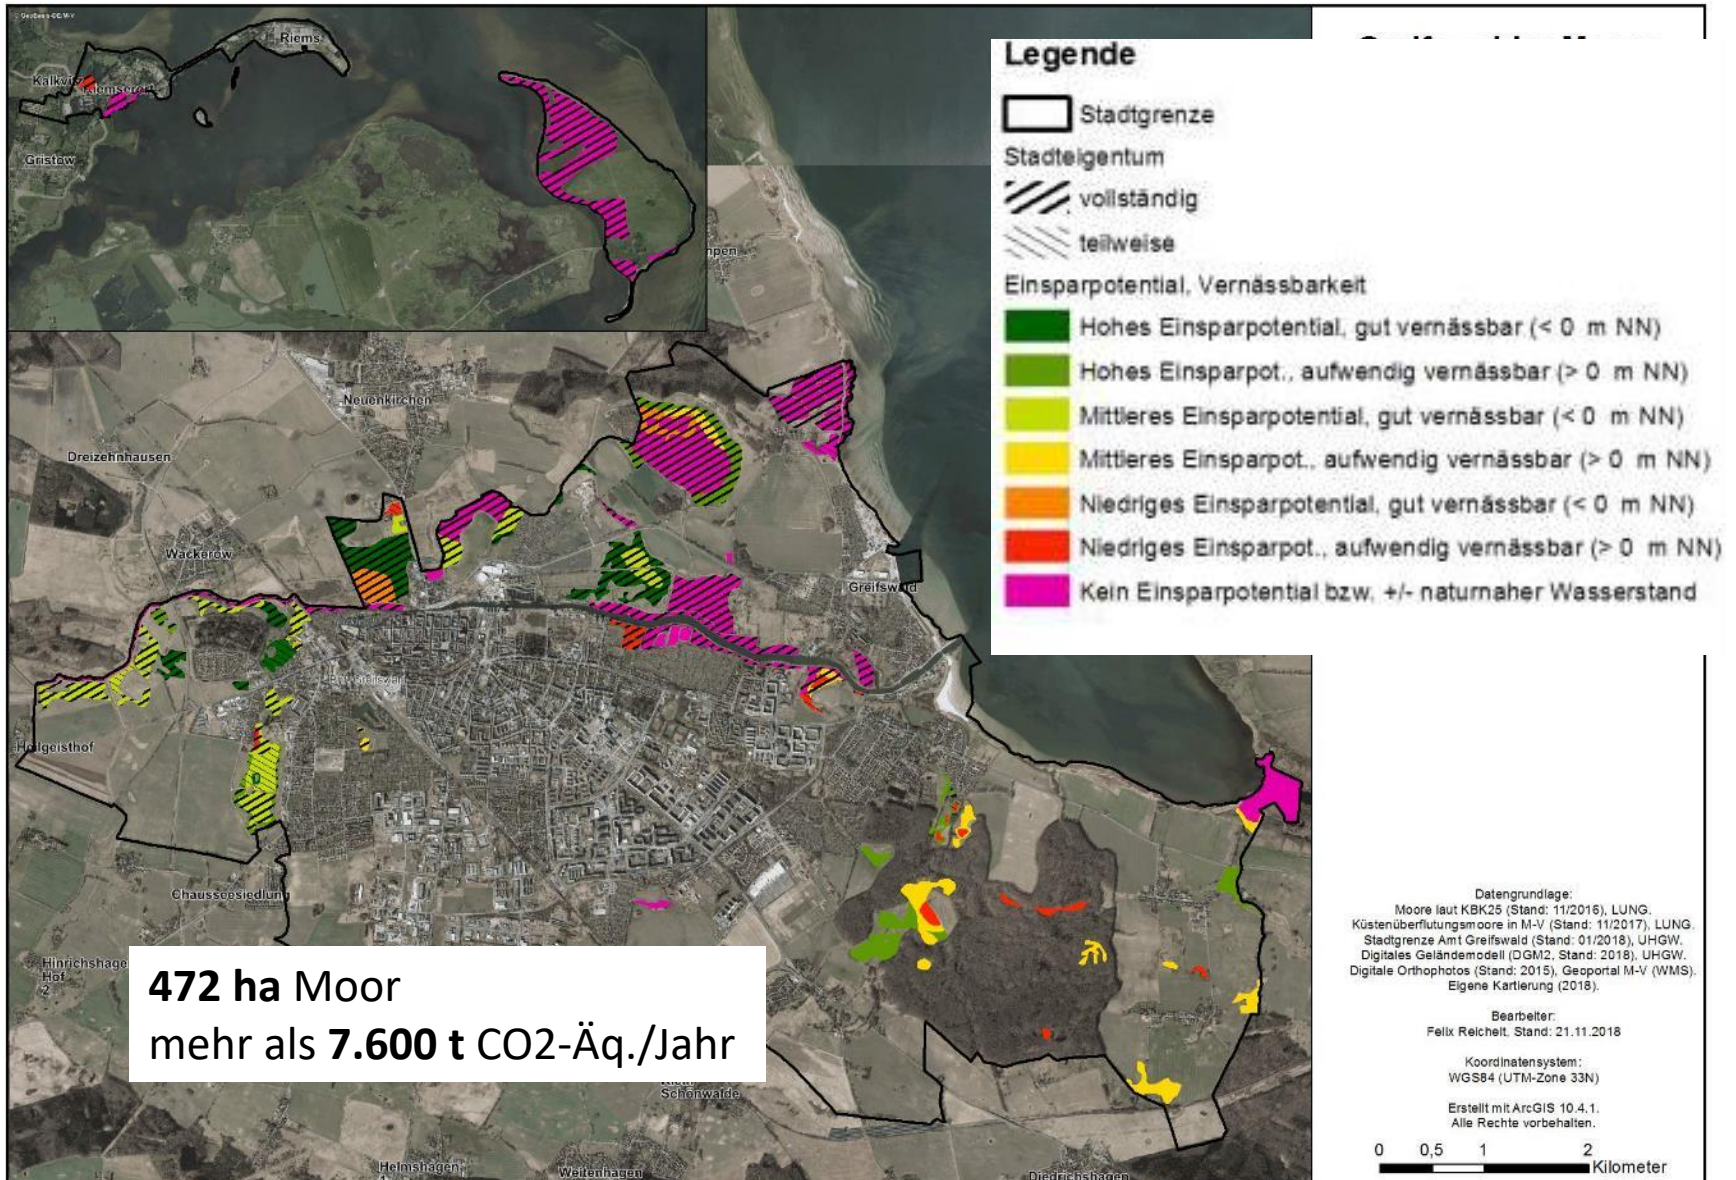 © GeoBasis-DE/M-V
Riems
Kalkvitz
Riemserort
Gristow
Neuenkirchen
Dreizehnhausen
Wackerow
Greifswald
Heilgeisthof
Chausseesiedlung
Hinrichshagen
Hof
2
Schönwalde
Helmshagen
Weitenhagen
Diedrichshagen
472 ha Moor
mehr als 7.600 t CO2-Äq./Jahr
Legende
Stadtgrenze
Stadteigentum
vollständig
teilweise
Einsparpotential, Vernässbarkeit
Hohes Einsparpotential, gut vernässbar (< 0 m NN)
Hohes Einsparpot., aufwendig vernässbar (> 0 m NN)
Mittleres Einsparpotential, gut vernässbar (< 0 m NN)
Mittleres Einsparpot., aufwendig vernässbar (> 0 m NN)
Niedriges Einsparpotential, gut vernässbar (< 0 m NN)
Niedriges Einsparpot., aufwendig vernässbar (> 0 m NN)
Kein Einsparpotential bzw. +/- naturnaher Wasserstand
Datengrundlage:
Moore laut KBK25 (Stand: 11/2016), LUNG.
Küstenüberflutungsmoore in M-V (Stand: 11/2017), LUNG.
Stadtgrenze Amt Greifswald (Stand: 01/2018), UHGW.
Digitales Geländemodell (DGM2, Stand: 2018), UHGW.
Digitale Orthophotos (Stand: 2015), Geoportal M-V (WMS).
Eigene Kartierung (2018).
Bearbeiter:
Felix Reichelt, Stand: 21.11.2018
Koordinatensystem:
WGS84 (UTM-Zone 33N)
Erstellt mit ArcGIS 10.4.1.
Alle Rechte vorbehalten.
0 0,5 1 2
Kilometer